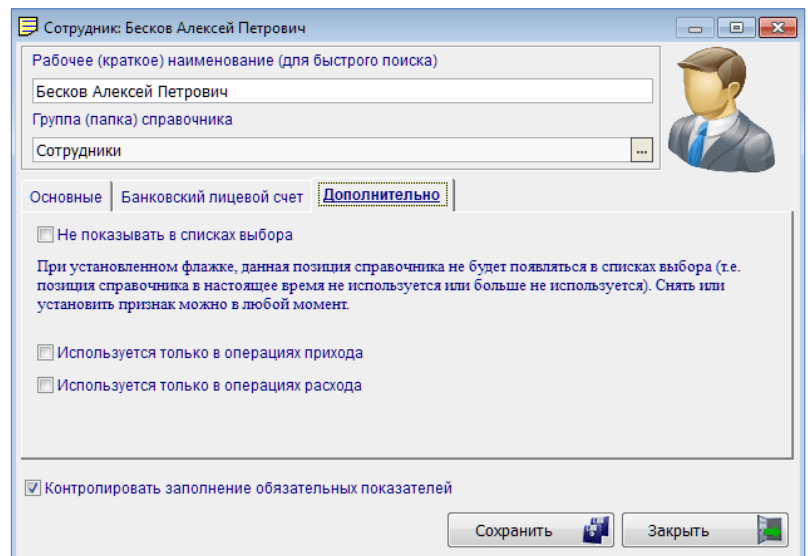 Сотрудник: Бесков Алексей Петрович
Рабочее (краткое) наименование (для быстрого поиска)
Бесков Алексей Петрович
Группа (папка) справочника
Сотрудники
...
Основные Банковский лицевой счет Дополнительно
Не показывать в списках выбора
При установленном флажке, данная позиция справочника не будет появляться в списках выбора (т.е.
позиция справочника в настоящее время не используется или больше не используется). Снять или
установить признак можно в любой момент.
Используется только в операциях прихода
Используется только в операциях расхода
Контролировать заполнение обязательных показателей
Сохранить Закрыть